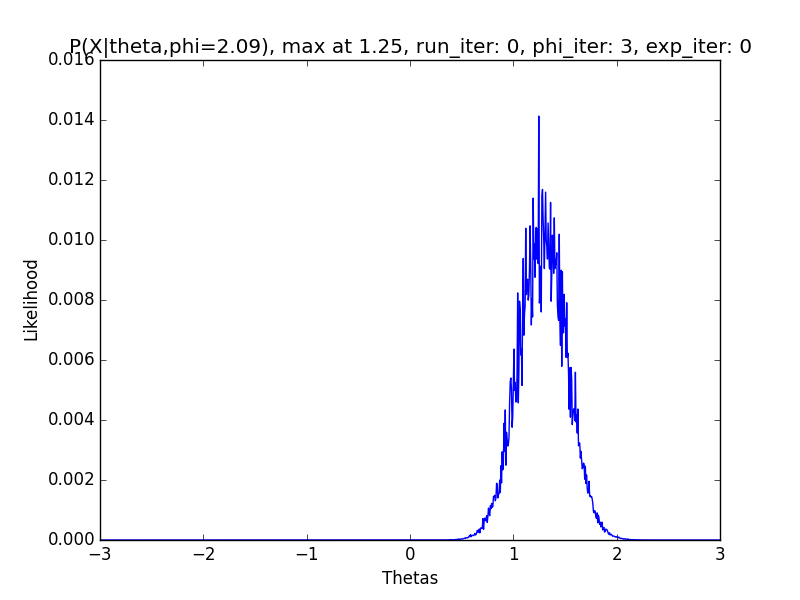 P(X|theta,phi=2.09), max at 1.25, run_iter: 0, phi_iter: 3, exp_iter: 0
0.016
0.014
0.012
0.010
0.008
0.006
0.004
0.002
0.000
Likelihood
−3 −2 −1 0 1 2 3
Thetas